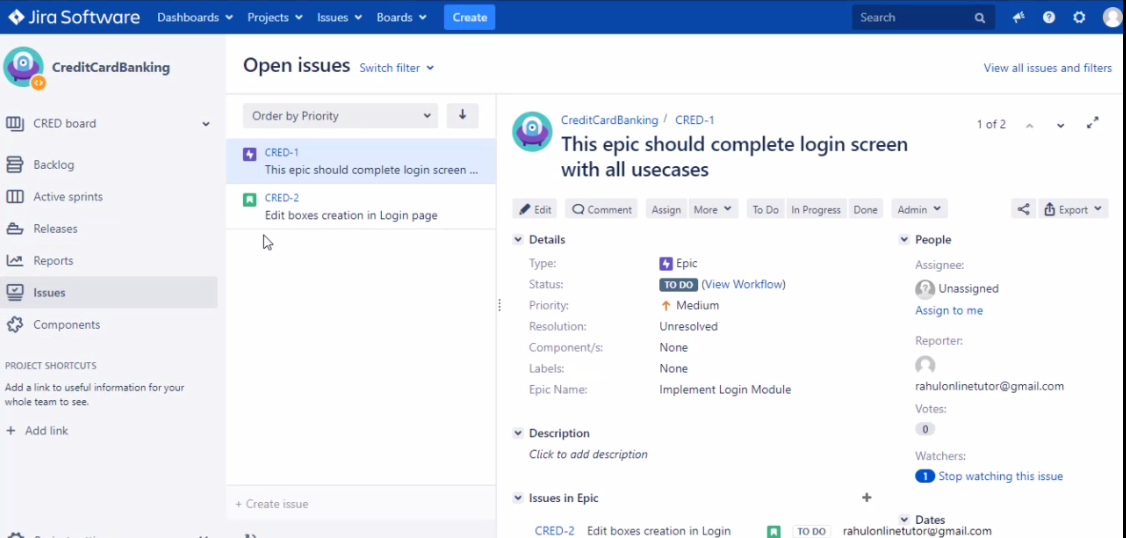 Jira Software Dashboards Projects Issues Boards Create Search
CreditCardBanking
CRED board
Backlog
Active sprints
Releases
Reports
Issues
Components
PROJECT SHORTCUTS
Add a link to useful information for your
whole team to see.
+ Add link
Open issues Switch filter
View all issues and filters
Order by Priority
CRED-1
This epic should complete login screen ...
CRED-2
Edit boxes creation in Login page
+ Create issue
CreditCardBanking / CRED-1
1 of 2
This epic should complete login screen
with all usecases
Edit Comment Assign More To Do In Progress Done Admin Export
Details
Type: Epic
Status: TO DO (View Workflow)
Priority: Medium
Resolution: Unresolved
Component/s: None
Labels: None
Epic Name: Implement Login Module
Description
Click to add description
Issues in Epic
CRED-2 Edit boxes creation in Login TO DO rahulonlinetutor@gmail.com
People
Assignee:
Unassigned
Assign to me
Reporter:
rahulonlinetutor@gmail.com
Votes:
0
Watchers:
1 Stop watching this issue
Dates